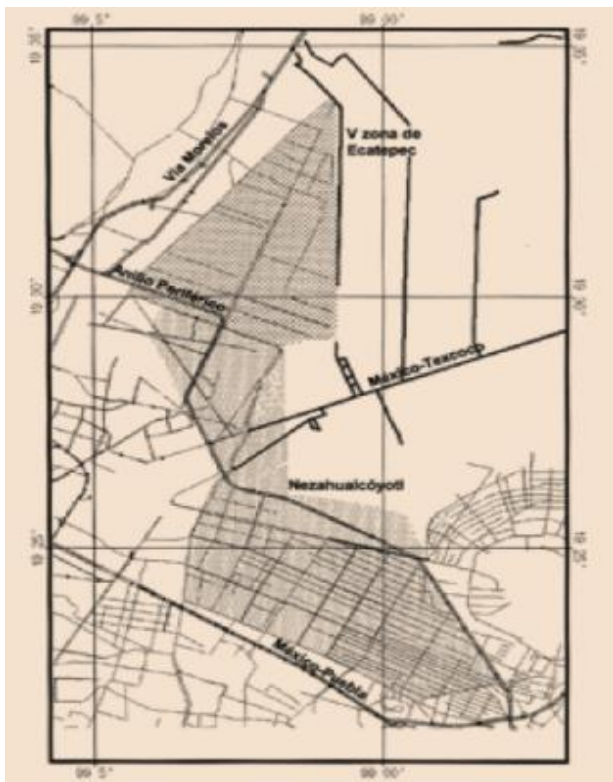 99.5°
99.00
19.35
19.35
V zona de
Ecatepec
Vía Morelos
Anillo Periférico
19.30
19.30
México-Texcoco
Nezahualcóyotl
19.25
19.25
México-Puebla
99.5°
99.00